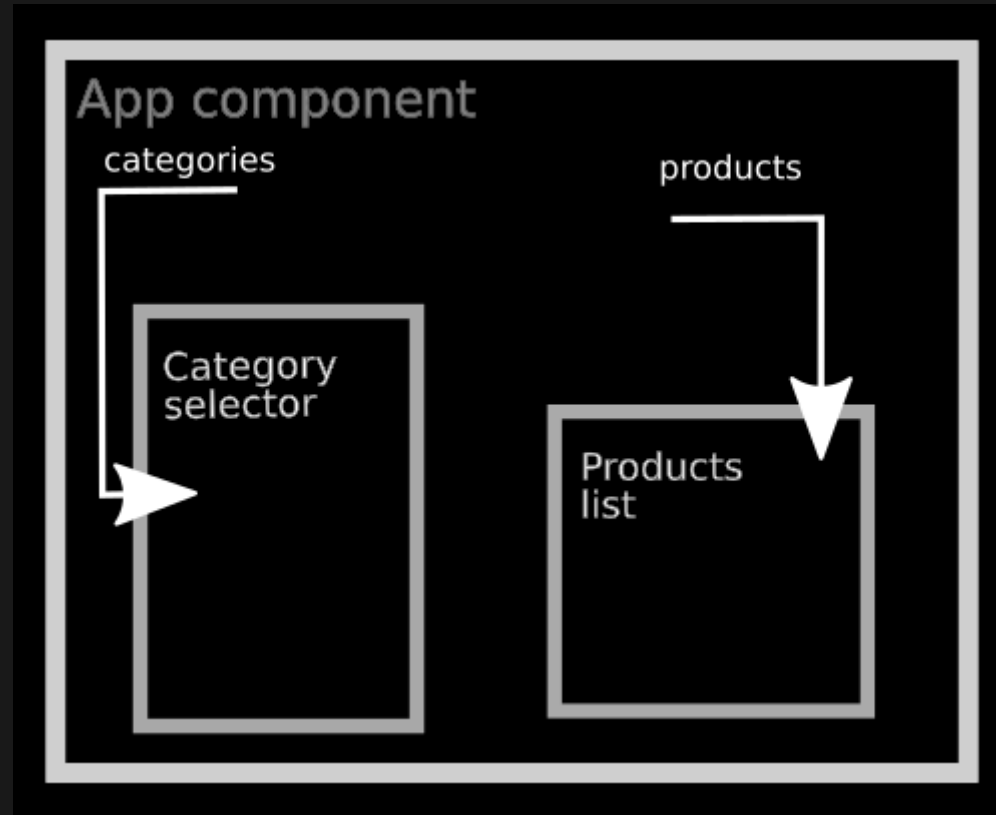 App component
categories
products
Category
selector
Products
list